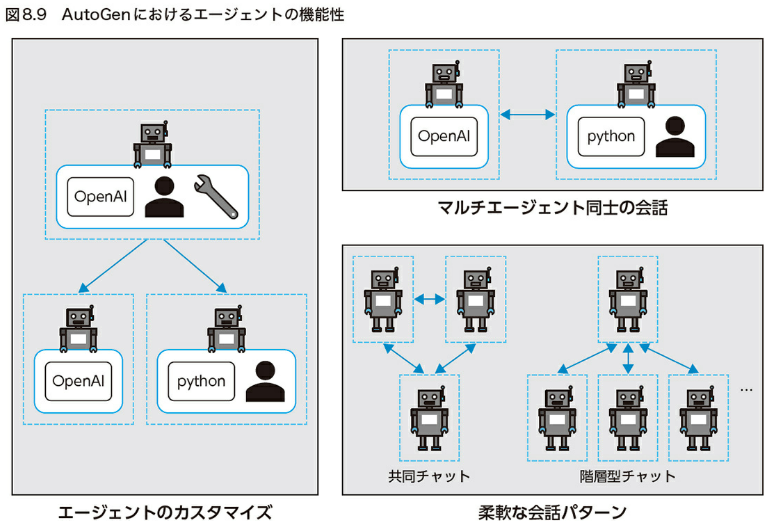 図8.9 AutoGenにおけるエージェントの機能性
OpenAI
OpenAI
python
エージェントのカスタマイズ
OpenAI
python
マルチエージェント同士の会話
...
共同チャット
階層型チャット
柔軟な会話パターン